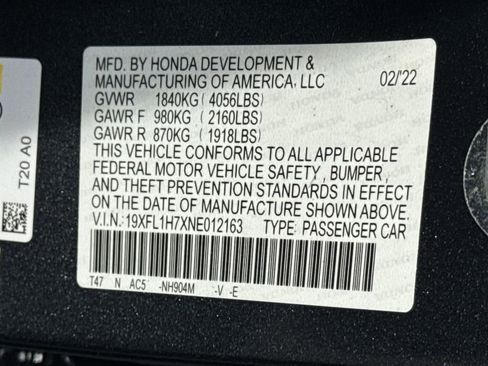 MFD. BY HONDA DEVELOPMENT &
MANUFACTURING OF AMERICA, LLC 02/'22
GVWR 1840KG(4056LBS)
GAWR F 980KG(2160LBS)
GAWR R 870KG(1918LBS)
THIS VEHICLE CONFORMS TO ALL APPLICABLE
FEDERAL MOTOR VEHICLE SAFETY, BUMPER,
AND THEFT PREVENTION STANDARDS IN EFFECT
ON THE DATE OF MANUFACTURE SHOWN ABOVE.
V.I.N.: 19XFL1H7XNE012163 TYPE: PASSENGER CAR
T47 N AC5 -NH904M -V -E
T20 A0